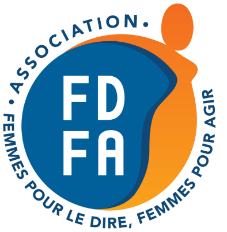 • ASSOCIATION •
FD
FA
FEMMES POUR LE DIRE, FEMMES POUR AGIR